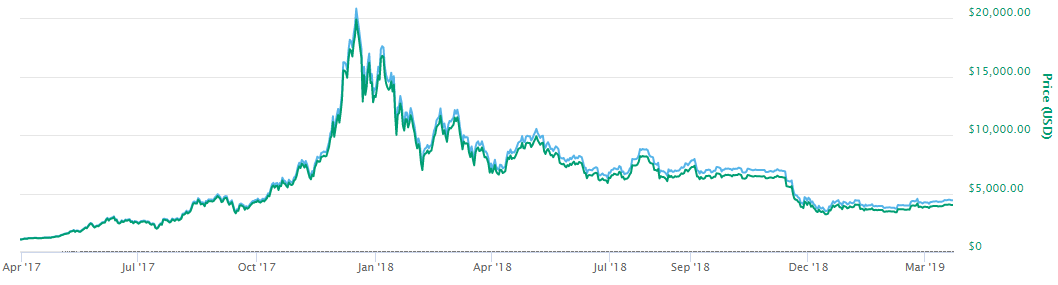 $20,000.00
$15,000.00
$10,000.00
$5,000.00
$0
Price (USD)
Apr '17
Jul '17
Oct '17
Jan '18
Apr '18
Jul '18
Sep '18
Dec '18
Mar '19